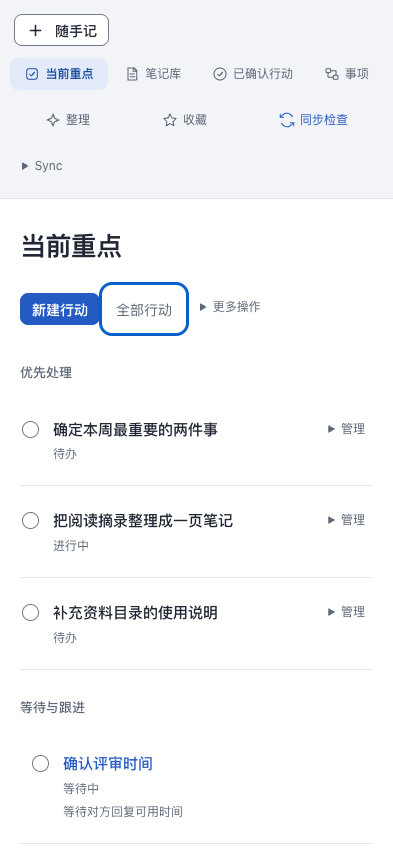 随手记
当前重点 笔记库 已确认行动 事项
整理 收藏 同步检查
Sync
当前重点
新建行动 全部行动 更多操作
优先处理
确定本周最重要的两件事 管理
待办
把阅读摘录整理成一页笔记 管理
进行中
补充资料目录的使用说明 管理
待办
等待与跟进
确认评审时间
等待中
等待对方回复可用时间